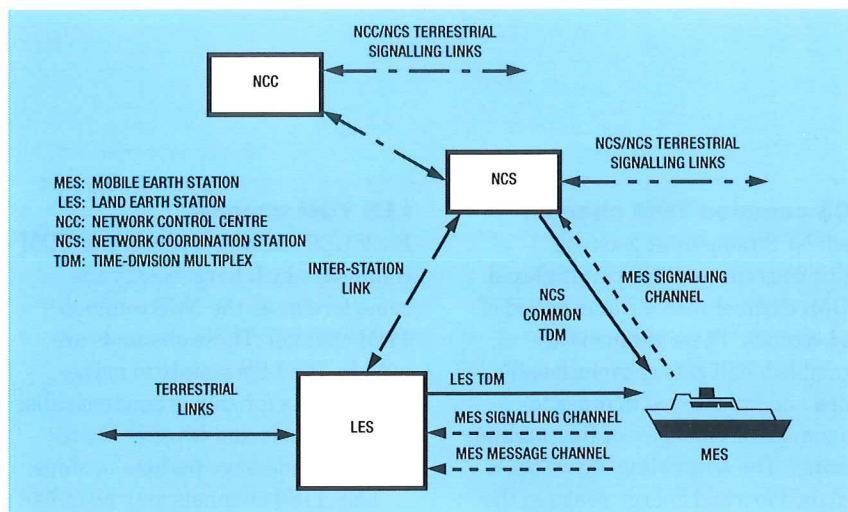 NCC/NCS TERRESTRIAL
SIGNALLING LINKS
NCC
NCS/NCS TERRESTRIAL
SIGNALLING LINKS
NCS
MES: MOBILE EARTH STATION
LES: LAND EARTH STATION
NCC: NETWORK CONTROL CENTRE
NCS: NETWORK COORDINATION STATION
TDM: TIME-DIVISION MULTIPLEX
INTER-STATION
LINK
MES SIGNALLING
CHANNEL
NCS
COMMON
TDM
TERRESTRIAL
LINKS
LES
LES TDM
MES SIGNALLING CHANNEL
MES MESSAGE CHANNEL
MES